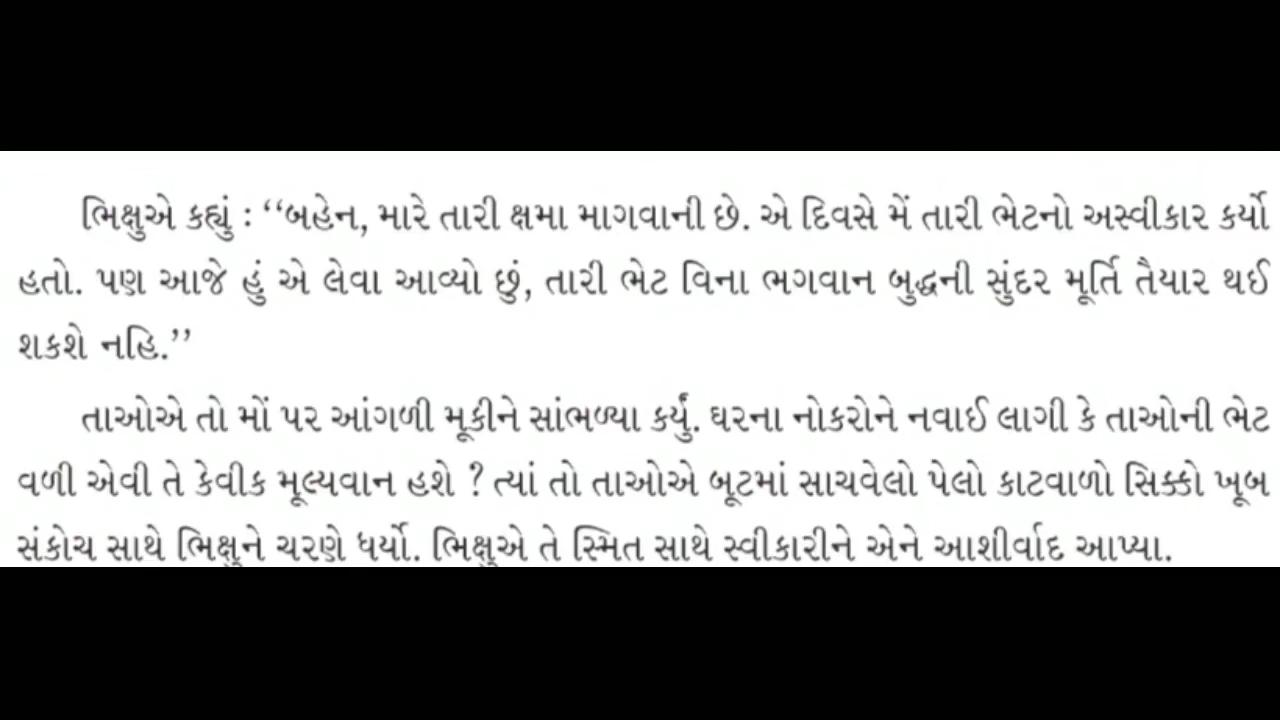 ભિક્ષુએ કહ્યું : ‘‘બહેન, મારે તારી ક્ષમા માગવાની છે. એ દિવસે મેં તારી ભેટનો અસ્વીકાર કર્યો
હતો. પણ આજે હું એ લેવા આવ્યો છું, તારી ભેટ વિના ભગવાન બુદ્ધની સુંદર મૂર્તિ તૈયાર થઈ
શકશે નહિ.’’
તાઓએ તો મોં પર આંગળી મૂકીને સાંભળ્યા કર્યું. ઘરના નોકરોને નવાઈ લાગી કે તાઓની ભેટ
વળી એવી તે કેવીક મૂલ્યવાન હશે ? ત્યાં તો તાઓએ બૂટમાં સાચવેલો પેલો કાટવાળો સિક્કો ખૂબ
સંકોચ સાથે ભિક્ષુને ચરણે ધર્યો. ભિક્ષુએ તે સ્મિત સાથે સ્વીકારીને એને આશીર્વાદ આપ્યા.